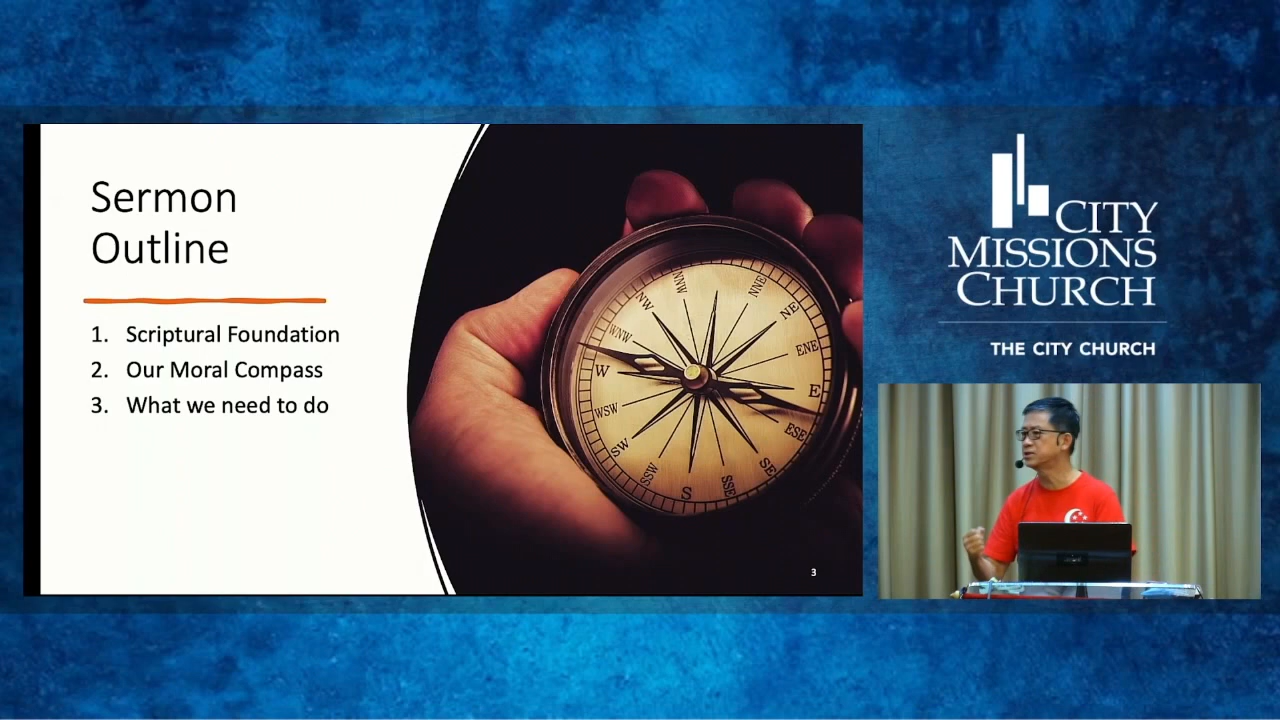 Sermon
Outline
1. Scriptural Foundation
2. Our Moral Compass
3. What we need to do
NNW
NNE
NW
NE
WNW
ENE
W
E
WSW
ESE
SW
SE
SSW
SSE
S
3
CITY
MISSIONS
CHURCH
THE CITY CHURCH